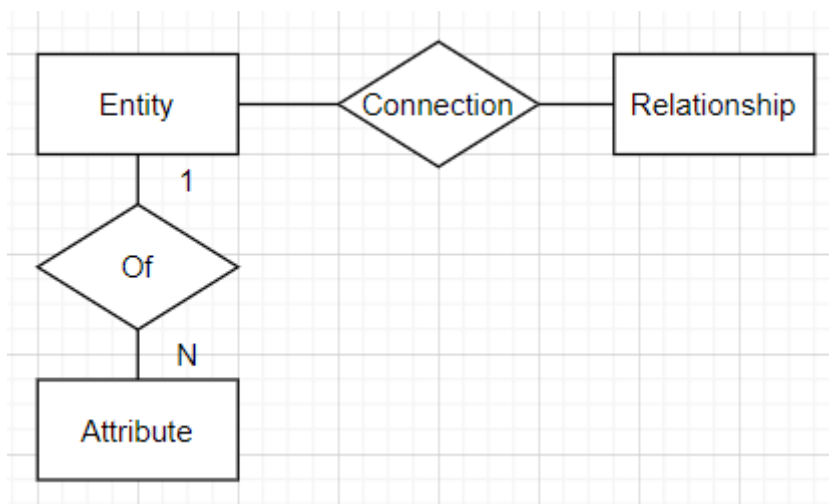 Entity
Connection
Relationship
1
Of
N
Attribute